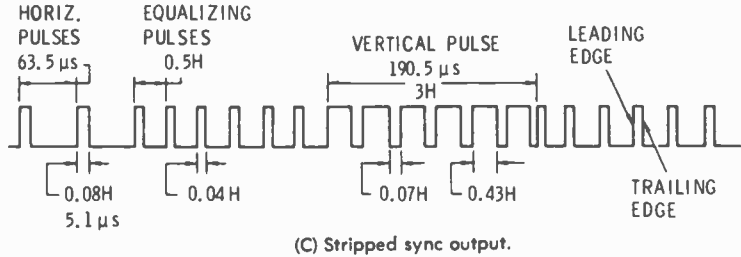 HORIZ.
PULSES
63.5 µs
EQUALIZING
PULSES
0.5H
VERTICAL PULSE
190.5 µs
3H
LEADING
EDGE
0.08H
5.1 µs
0.04H
0.07H
0.43H
TRAILING
EDGE
(C) Stripped sync output.